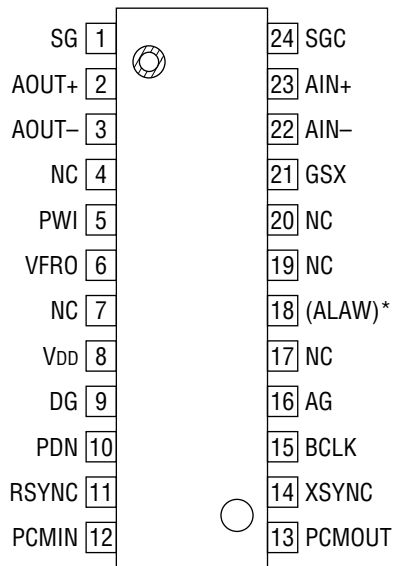 SG 1 24 SGC
AOUT+ 2 23 AIN+
AOUT– 3 22 AIN–
NC 4 21 GSX
PWI 5 20 NC
VFRO 6 19 NC
NC 7 18 (ALAW)*
VDD 8 17 NC
DG 9 16 AG
PDN 10 15 BCLK
RSYNC 11 14 XSYNC
PCMIN 12 13 PCMOUT